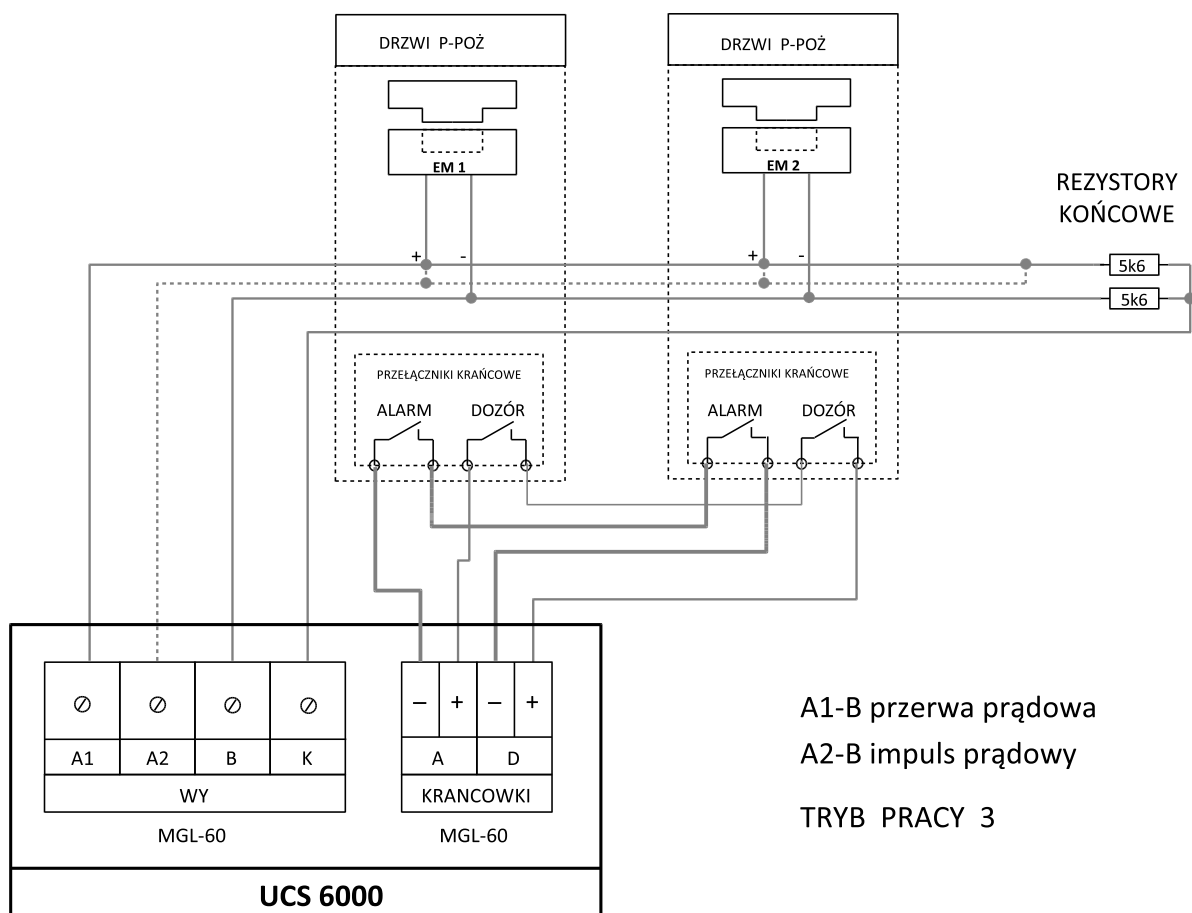 DRZWI P-POŻ
DRZWI P-POŻ
EM 1
EM 2
REZYSTORY
KOŃCOWE
+ -
+ -
5k6
5k6
PRZEŁĄCZNIKI KRAŃCOWE
PRZEŁĄCZNIKI KRAŃCOWE
ALARM DOZÓR
ALARM DOZÓR
– + – +
A1 A2 B K
A D
WY
KRANCOWKI
MGL-60
MGL-60
UCS 6000
A1-B przerwa prądowa
A2-B impuls prądowy
TRYB PRACY 3